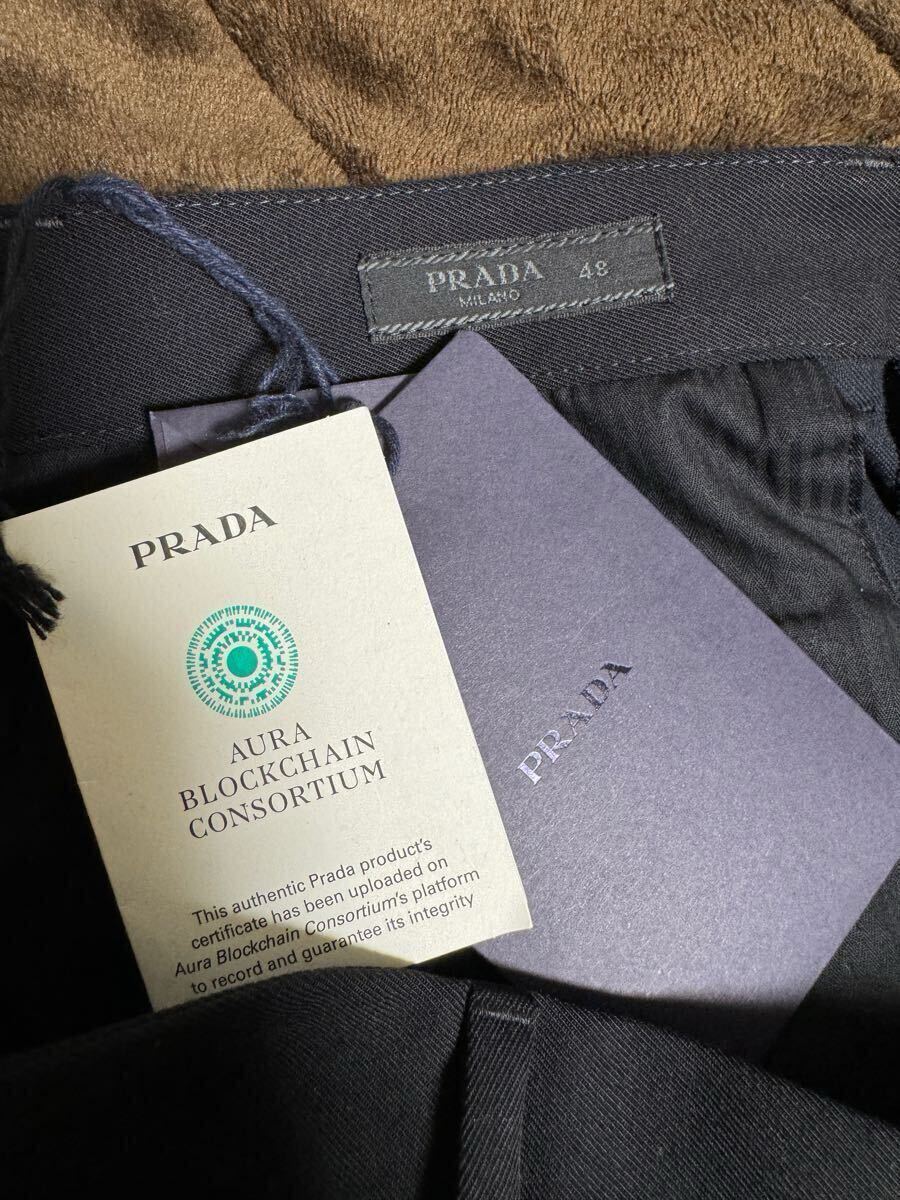 PRADA 48
MILANO
PRADA
AURA
BLOCKCHAIN
CONSORTIUM
This authentic Prada product's
certificate has been uploaded on
Aura Blockchain Consortium's platform
to record and guarantee its integrity
PRADA